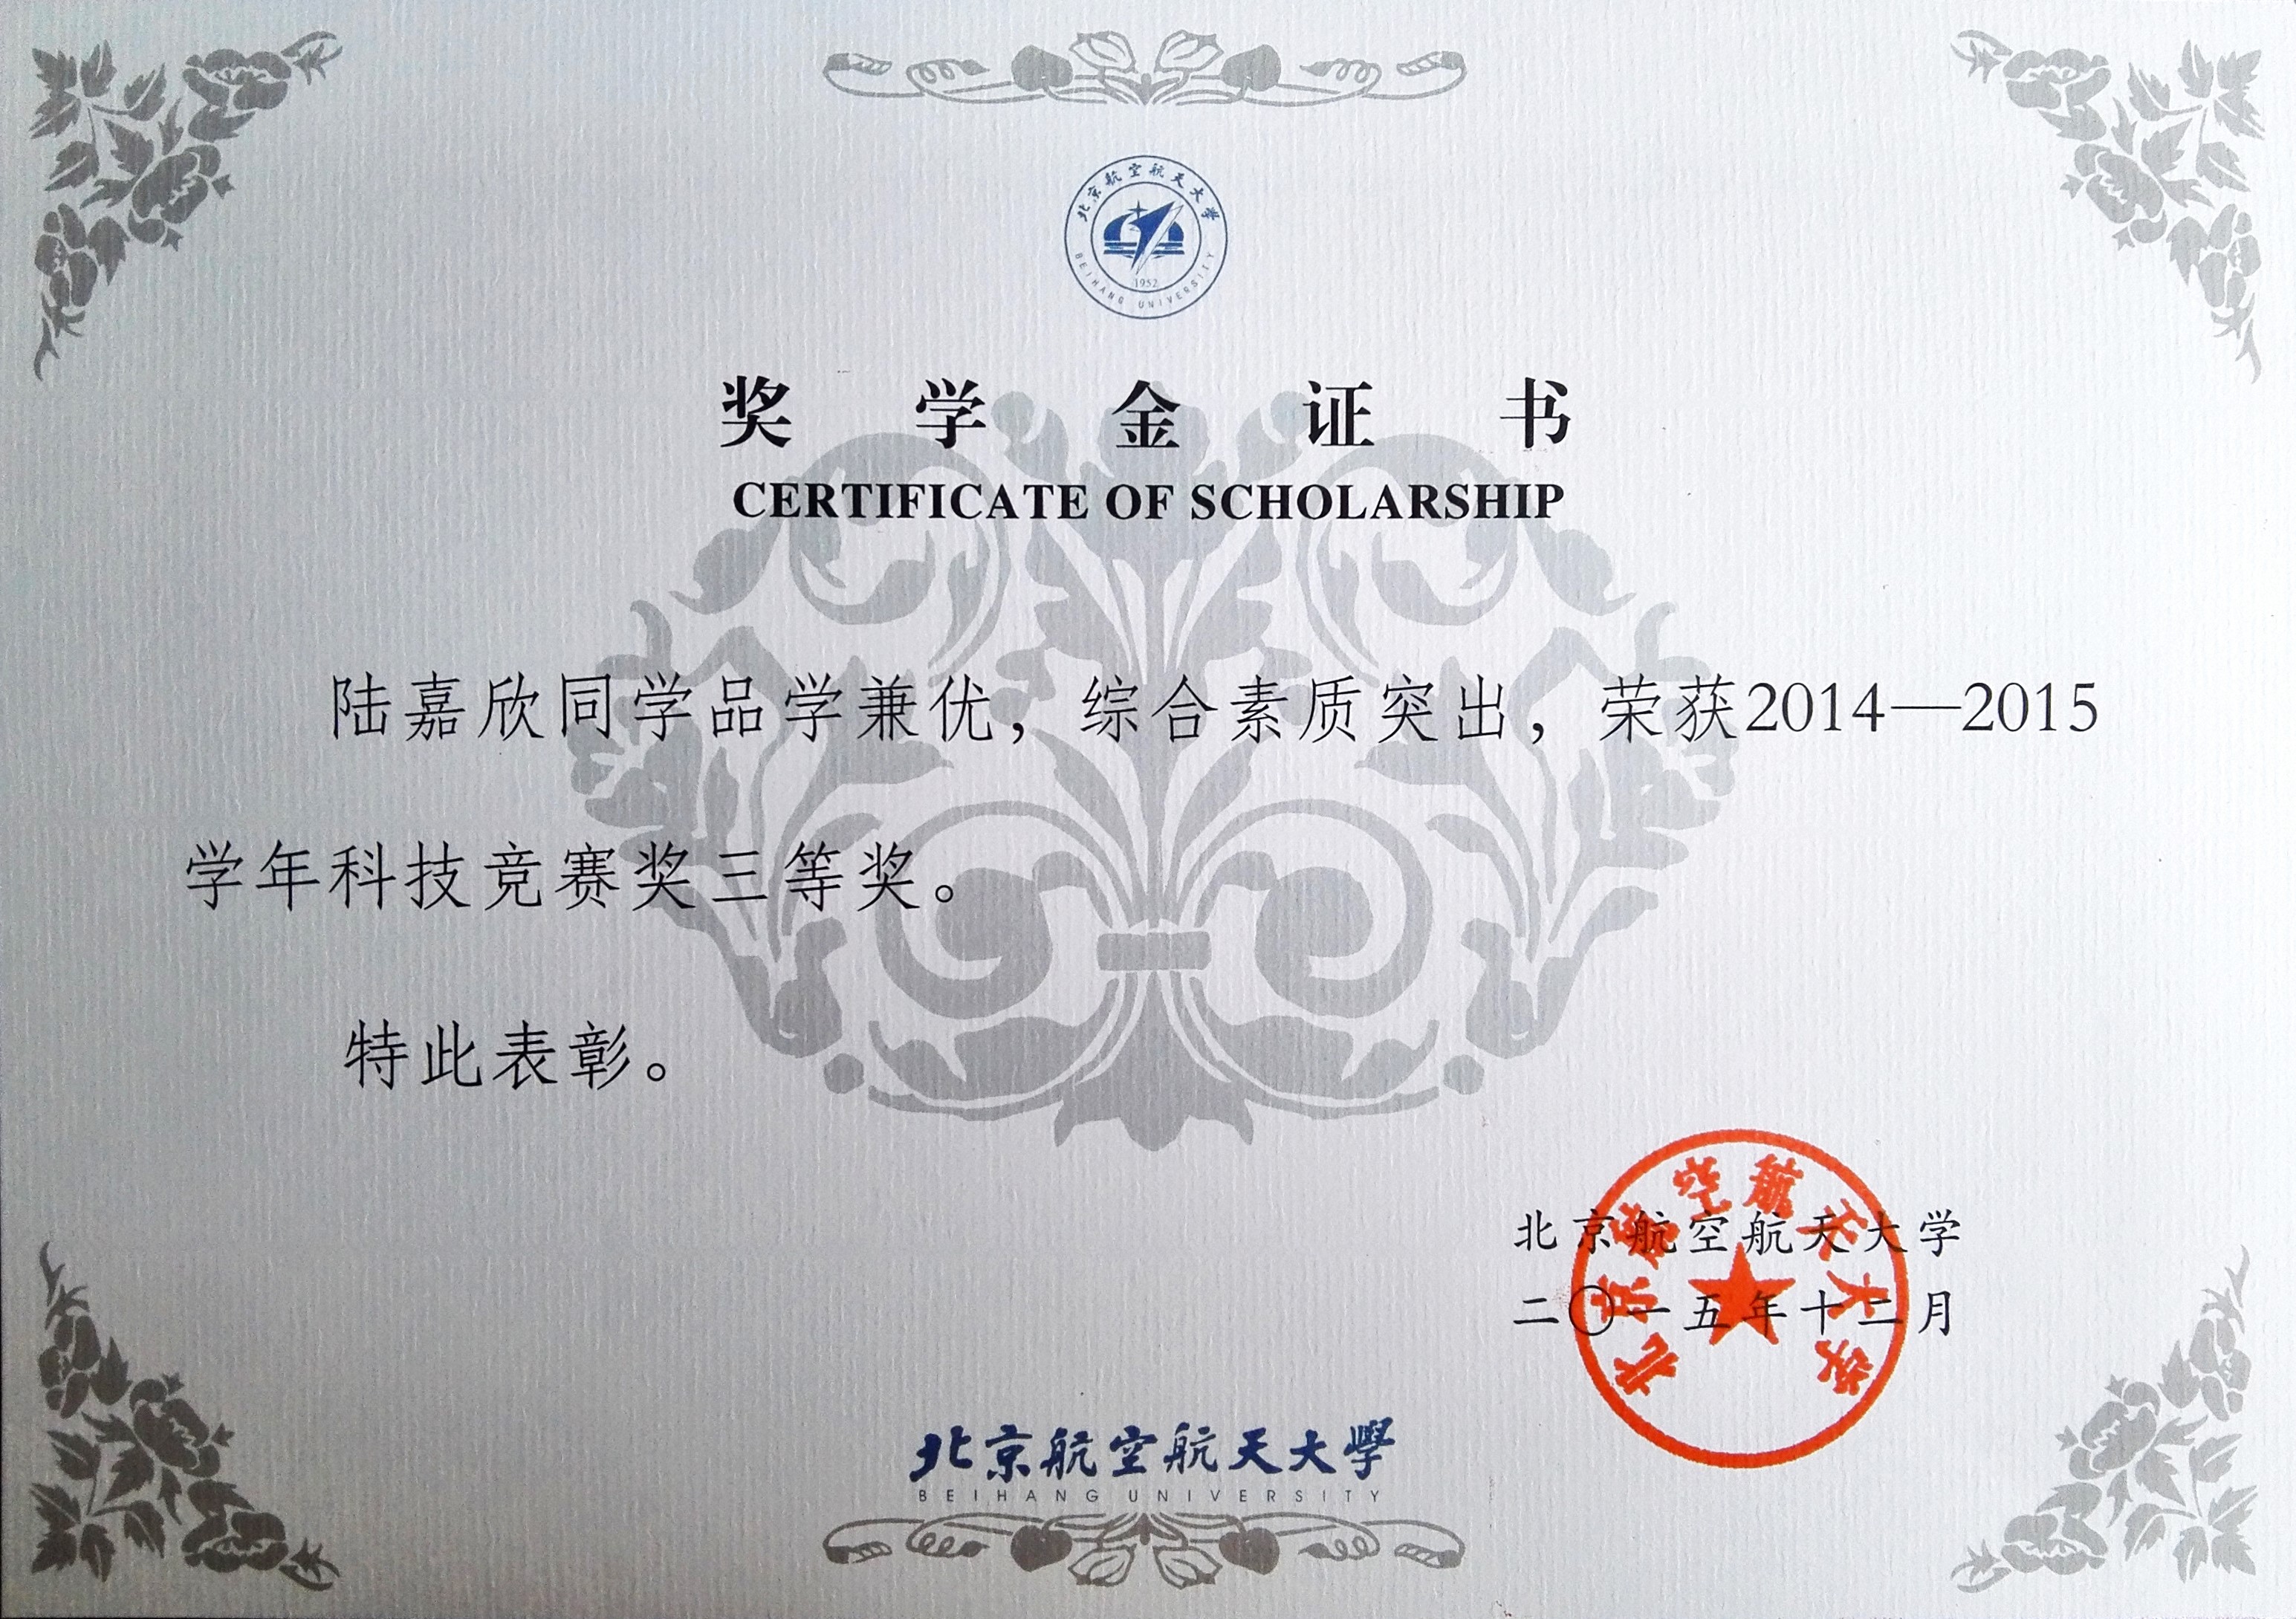 北京航空航天大学
BEIHANG UNIVERSITY
1952
奖学金证书
CERTIFICATE OF SCHOLARSHIP
陆嘉欣同学品学兼优，综合素质突出，荣获2014—2015
学年科技竞赛奖三等奖。
特此表彰。
北京航空航天大学
北京航空航天大学
二〇一五年十二月
北京航空航天大學
BEIHANG UNIVERSITY